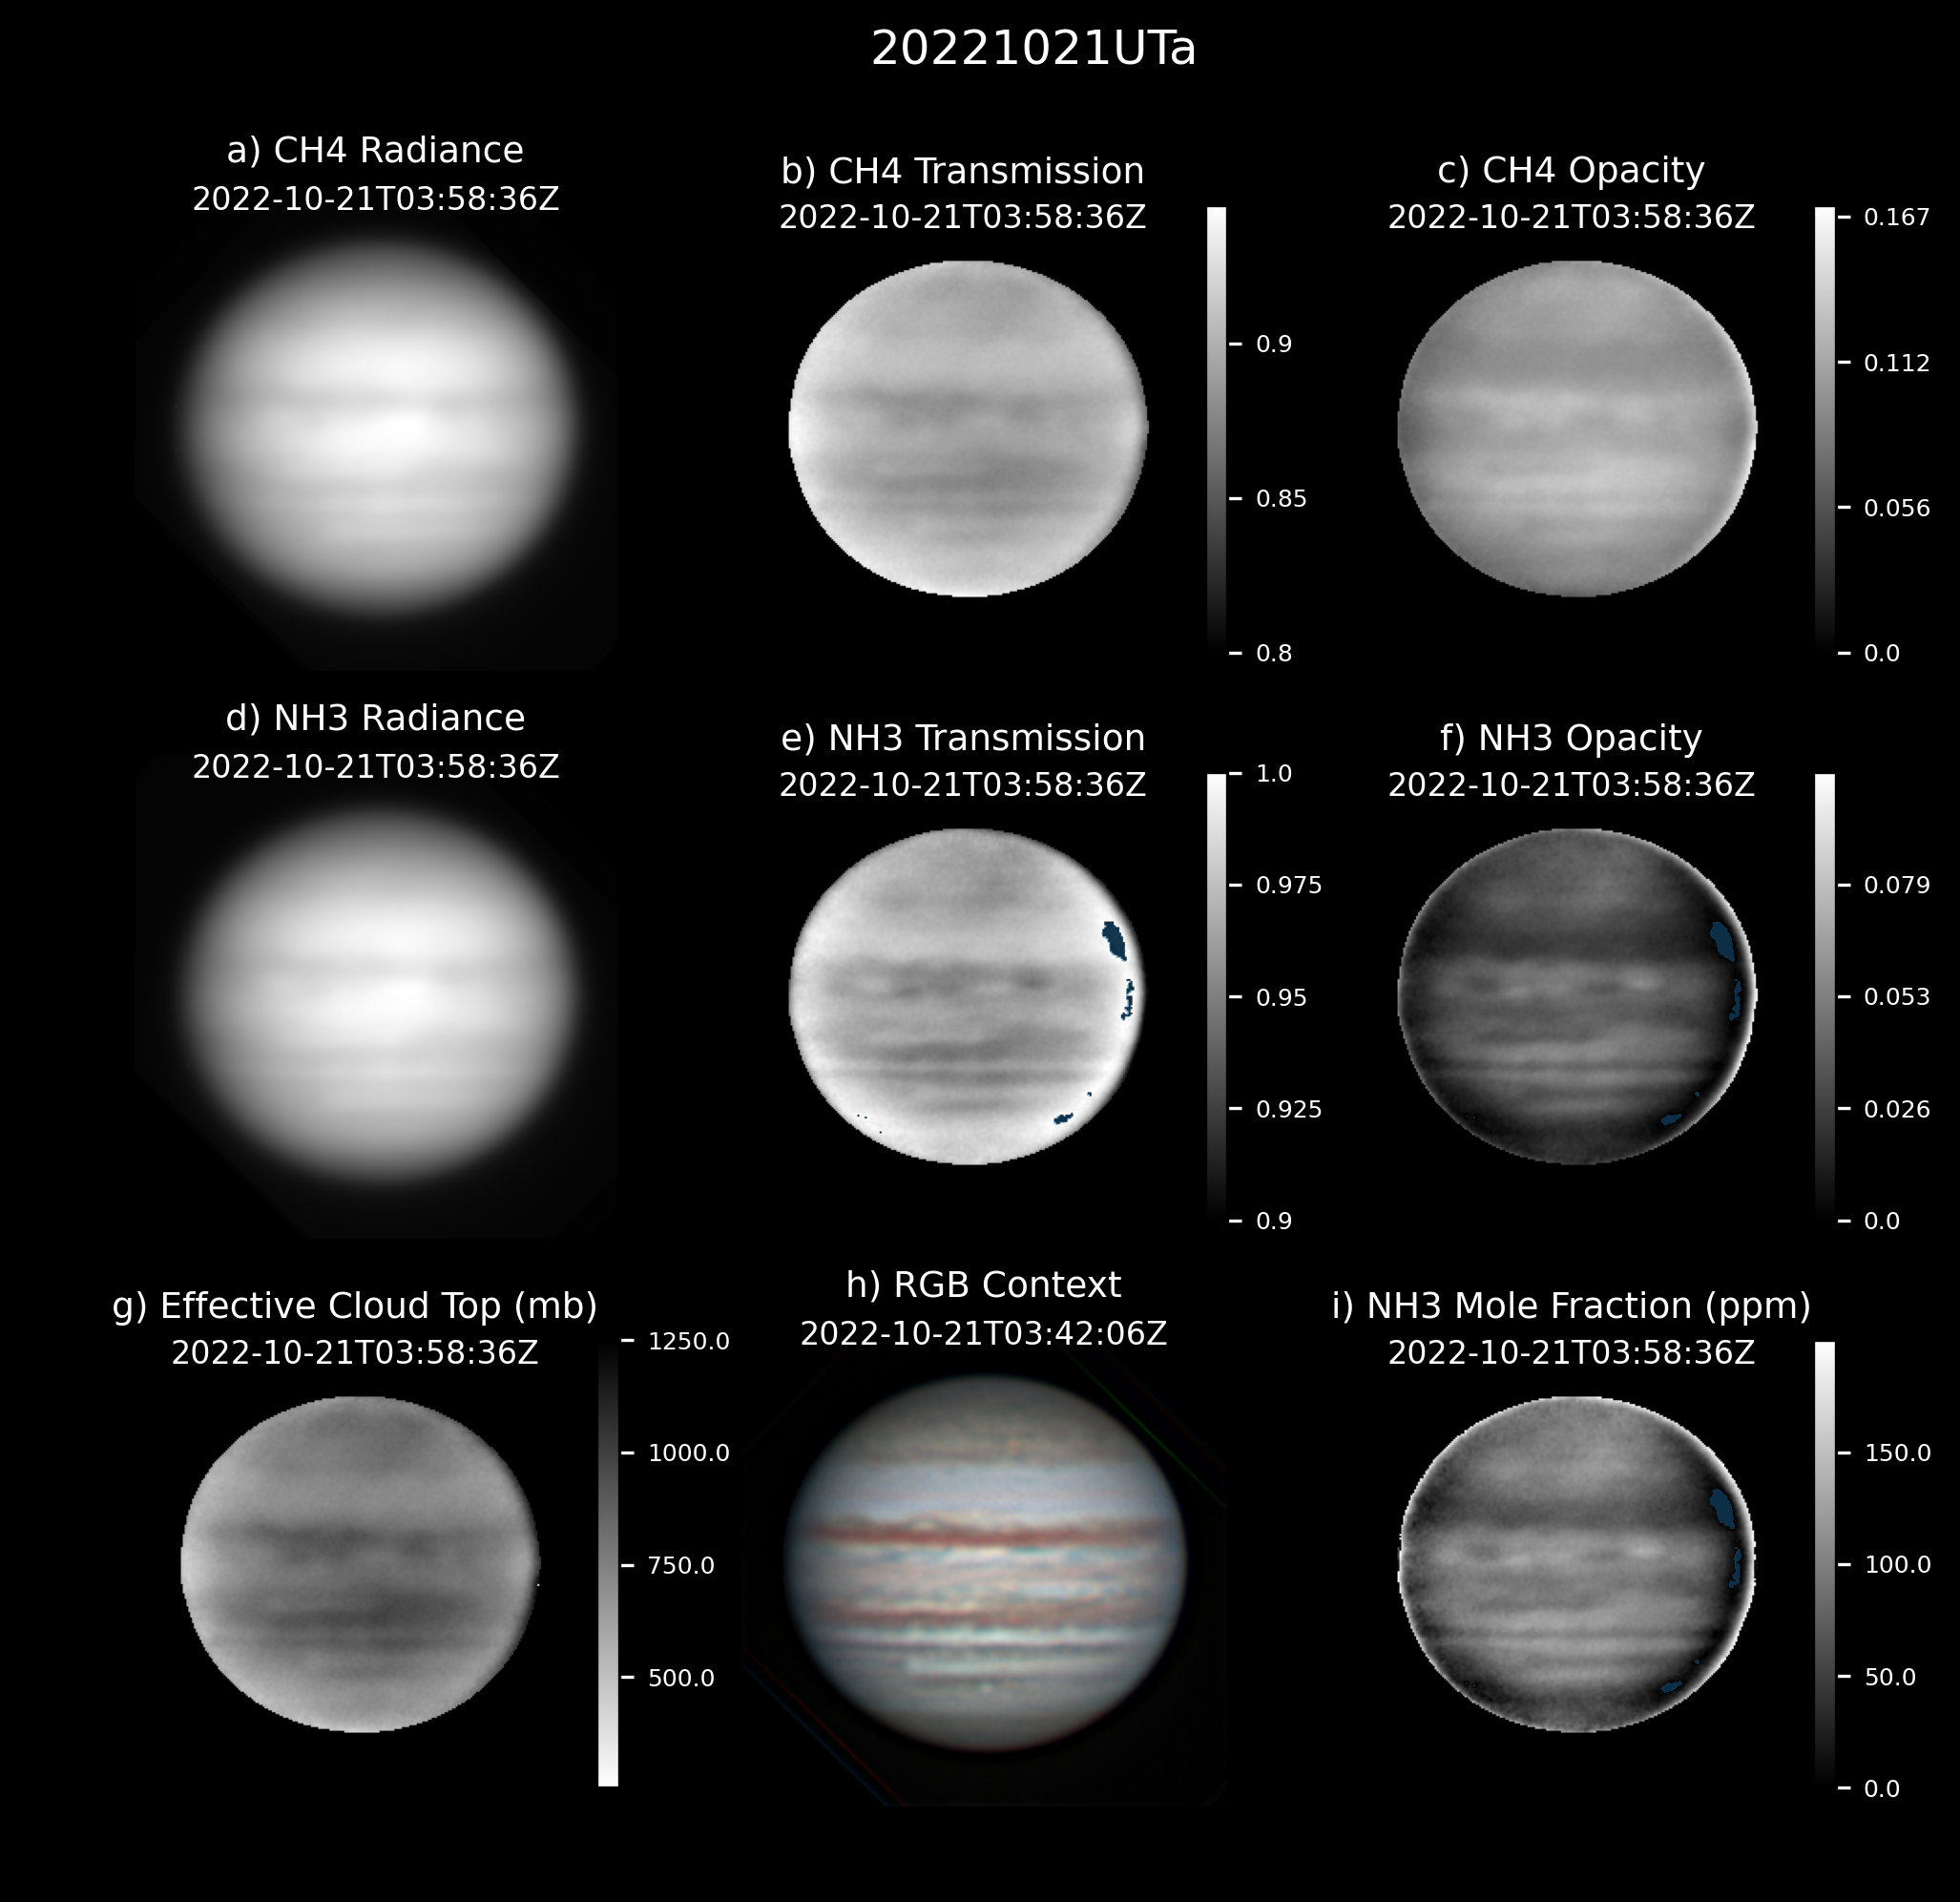 20221021UTa
a) CH4 Radiance
2022-10-21T03:58:36Z
b) CH4 Transmission
2022-10-21T03:58:36Z
0.9
0.85
0.8
c) CH4 Opacity
2022-10-21T03:58:36Z
0.167
0.112
0.056
0.0
d) NH3 Radiance
2022-10-21T03:58:36Z
e) NH3 Transmission
2022-10-21T03:58:36Z
1.0
0.975
0.95
0.925
0.9
f) NH3 Opacity
2022-10-21T03:58:36Z
0.079
0.053
0.026
0.0
g) Effective Cloud Top (mb)
2022-10-21T03:58:36Z
1250.0
1000.0
750.0
500.0
h) RGB Context
2022-10-21T03:42:06Z
i) NH3 Mole Fraction (ppm)
2022-10-21T03:58:36Z
150.0
100.0
50.0
0.0